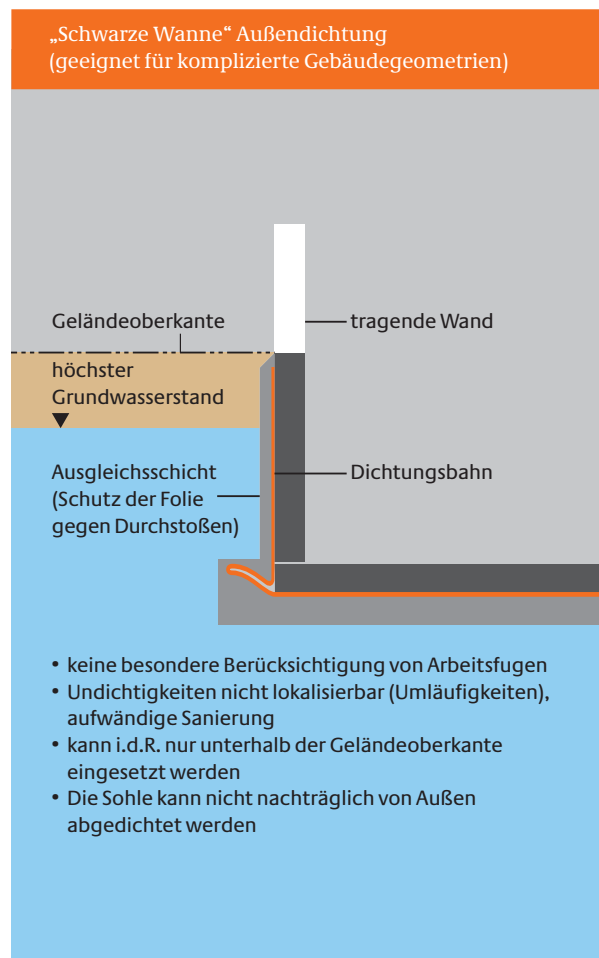 „Schwarze Wanne“ Außendichtung
(geeignet für komplizierte Gebäudegeometrien)
Geländeoberkante
tragende Wand
höchster
Grundwasserstand
Ausgleichsschicht
(Schutz der Folie
gegen Durchstoßen)
Dichtungsbahn
• keine besondere Berücksichtigung von Arbeitsfugen
• Undichtigkeiten nicht lokalisierbar (Umläufigkeiten),
aufwändige Sanierung
• kann i.d.R. nur unterhalb der Geländeoberkante
eingesetzt werden
• Die Sohle kann nicht nachträglich von Außen
abgedichtet werden